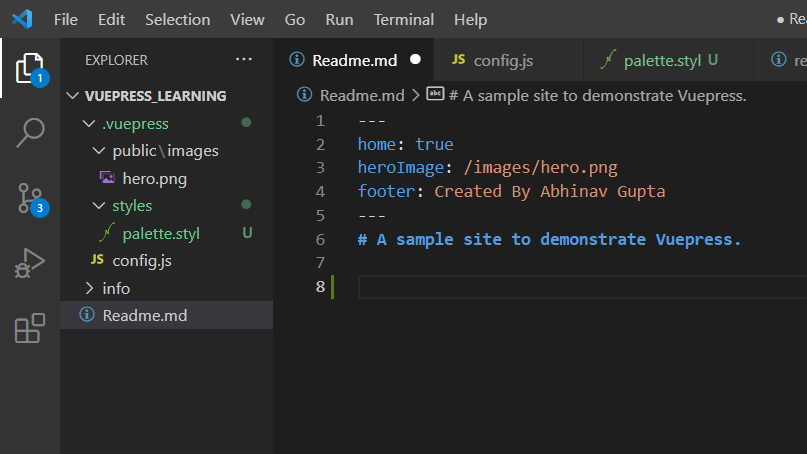 File Edit Selection View Go Run Terminal Help ● Re
EXPLORER ···
Readme.md ●
JS config.js
palette.styl U
re
1
VUEPRESS_LEARNING
Readme.md > abc # A sample site to demonstrate Vuepress.
.vuepress
public\images
hero.png
styles
palette.styl U
JS config.js
info
Readme.md
3
1 ---
2 home: true
3 heroImage: /images/hero.png
4 footer: Created By Abhinav Gupta
5 ---
6 # A sample site to demonstrate Vuepress.
7
8